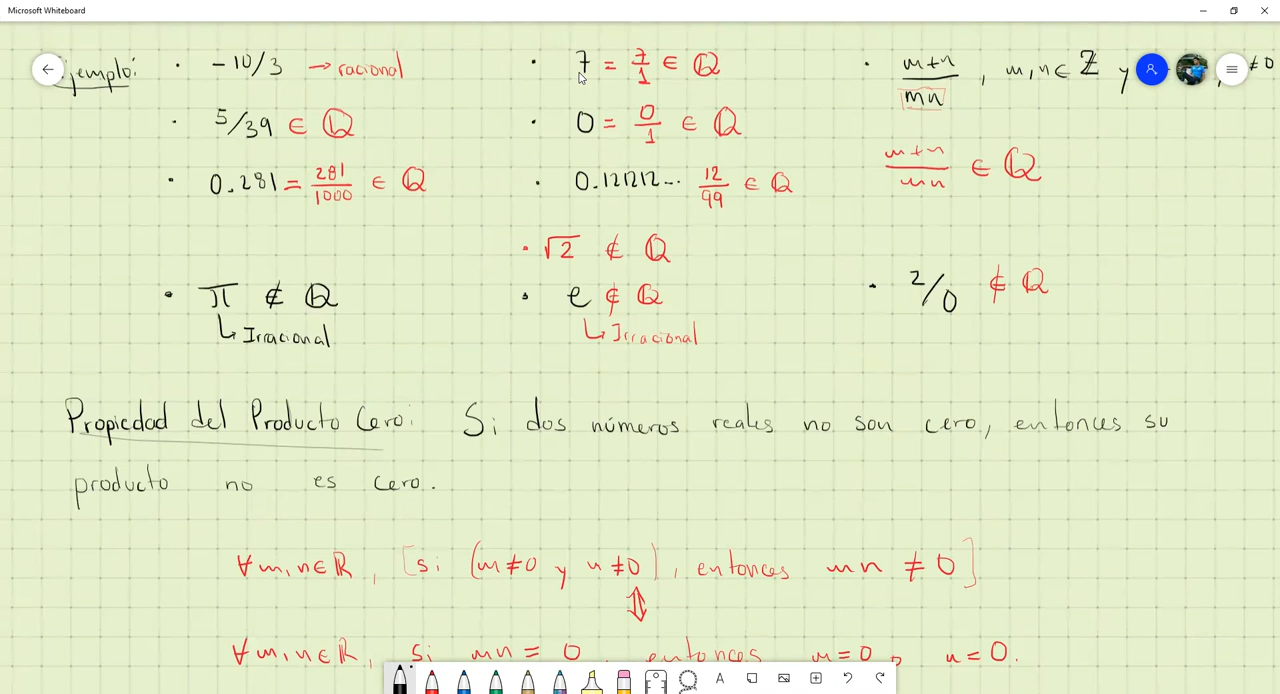 Microsoft Whiteboard
Ejemplo: · -10/3 → racional · 7 = 7/1 ∈ ℚ · m+n/mn , m,n ∈ ℤ y ≠0
· 5/39 ∈ ℚ · 0 = 0/1 ∈ ℚ
m+n/mn ∈ ℚ
· 0.281 = 281/1000 ∈ ℚ · 0.121212... 12/99 ∈ ℚ
· √2 ∉ ℚ
· π ∉ ℚ · e ∉ ℚ · 2/0 ∉ ℚ
↳ Irracional ↳ Irracional
Propiedad del Producto Cero: Si dos números reales no son cero, entonces su
producto no es cero.
∀ m,n ∈ ℝ, [si (m≠0 y n≠0), entonces mn ≠ 0]
⇕
∀ m,n ∈ ℝ, si mn = 0, entonces m=0 o n=0.
A